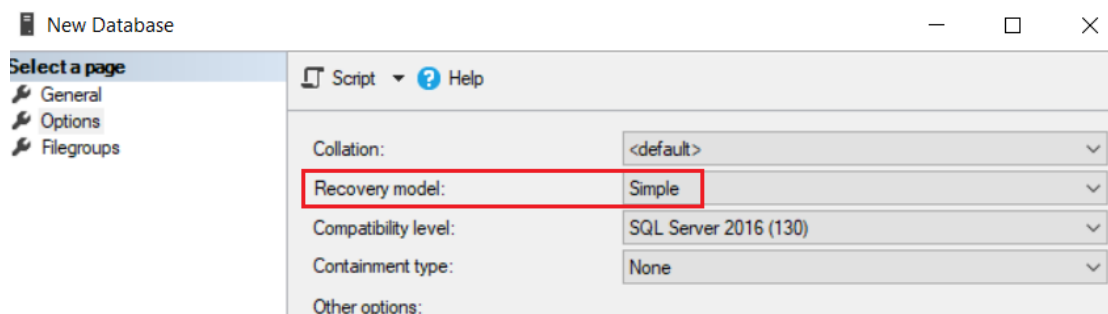 New Database
Select a page
General
Options
Filegroups
Script Help
Collation: <default>
Recovery model: Simple
Compatibility level: SQL Server 2016 (130)
Containment type: None
Other options: